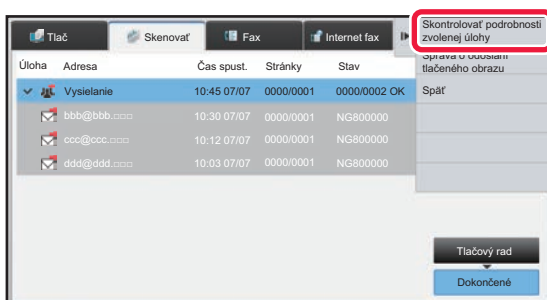 Tlač
Skenovať
Fax
Internet fax
Skontrolovať podrobnosti
zvolenej úlohy
Úloha Adresa Čas spust. Stránky Stav
Správa o odoslaní
tlačeného obrazu
Vysielanie 10:45 07/07 0000/0001 0000/0002 OK
Späť
bbb@bbb.□□□ 10:30 07/07 0000/0001 NG800000
ccc@ccc.□□□ 10:12 07/07 0000/0001 NG800000
ddd@ddd.□□□ 10:03 07/07 0000/0001 NG800000
Tlačový rad
Dokončené